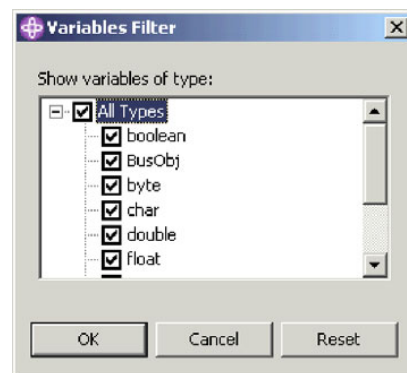 Variables Filter
Show variables of type:
All Types
boolean
BusObj
byte
char
double
float
OK
Cancel
Reset